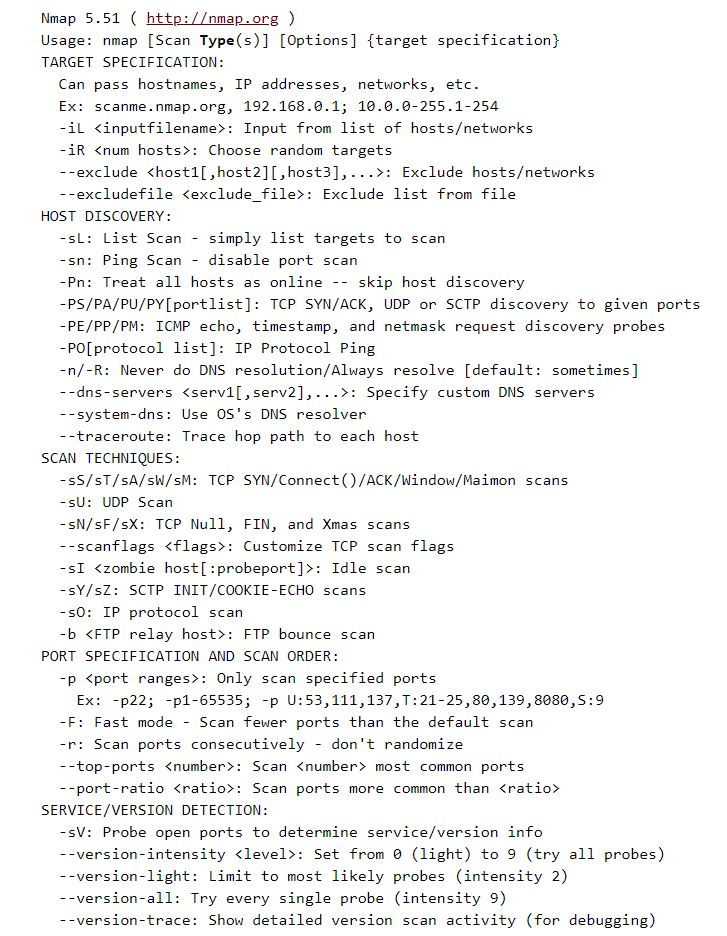 Nmap 5.51 ( http://nmap.org )
Usage: nmap [Scan Type(s)] [Options] {target specification}
TARGET SPECIFICATION:
  Can pass hostnames, IP addresses, networks, etc.
  Ex: scanme.nmap.org, 192.168.0.1; 10.0.0-255.1-254
  -iL <inputfilename>: Input from list of hosts/networks
  -iR <num hosts>: Choose random targets
  --exclude <host1[,host2][,host3],...>: Exclude hosts/networks
  --excludefile <exclude_file>: Exclude list from file
HOST DISCOVERY:
  -sL: List Scan - simply list targets to scan
  -sn: Ping Scan - disable port scan
  -Pn: Treat all hosts as online -- skip host discovery
  -PS/PA/PU/PY[portlist]: TCP SYN/ACK, UDP or SCTP discovery to given ports
  -PE/PP/PM: ICMP echo, timestamp, and netmask request discovery probes
  -PO[protocol list]: IP Protocol Ping
  -n/-R: Never do DNS resolution/Always resolve [default: sometimes]
  --dns-servers <serv1[,serv2],...>: Specify custom DNS servers
  --system-dns: Use OS's DNS resolver
  --traceroute: Trace hop path to each host
SCAN TECHNIQUES:
  -sS/sT/sA/sW/sM: TCP SYN/Connect()/ACK/Window/Maimon scans
  -sU: UDP Scan
  -sN/sF/sX: TCP Null, FIN, and Xmas scans
  --scanflags <flags>: Customize TCP scan flags
  -sI <zombie host[:probeport]>: Idle scan
  -sY/sZ: SCTP INIT/COOKIE-ECHO scans
  -sO: IP protocol scan
  -b <FTP relay host>: FTP bounce scan
PORT SPECIFICATION AND SCAN ORDER:
  -p <port ranges>: Only scan specified ports
    Ex: -p22; -p1-65535; -p U:53,111,137,T:21-25,80,139,8080,S:9
  -F: Fast mode - Scan fewer ports than the default scan
  -r: Scan ports consecutively - don't randomize
  --top-ports <number>: Scan <number> most common ports
  --port-ratio <ratio>: Scan ports more common than <ratio>
SERVICE/VERSION DETECTION:
  -sV: Probe open ports to determine service/version info
  --version-intensity <level>: Set from 0 (light) to 9 (try all probes)
  --version-light: Limit to most likely probes (intensity 2)
  --version-all: Try every single probe (intensity 9)
  --version-trace: Show detailed version scan activity (for debugging)